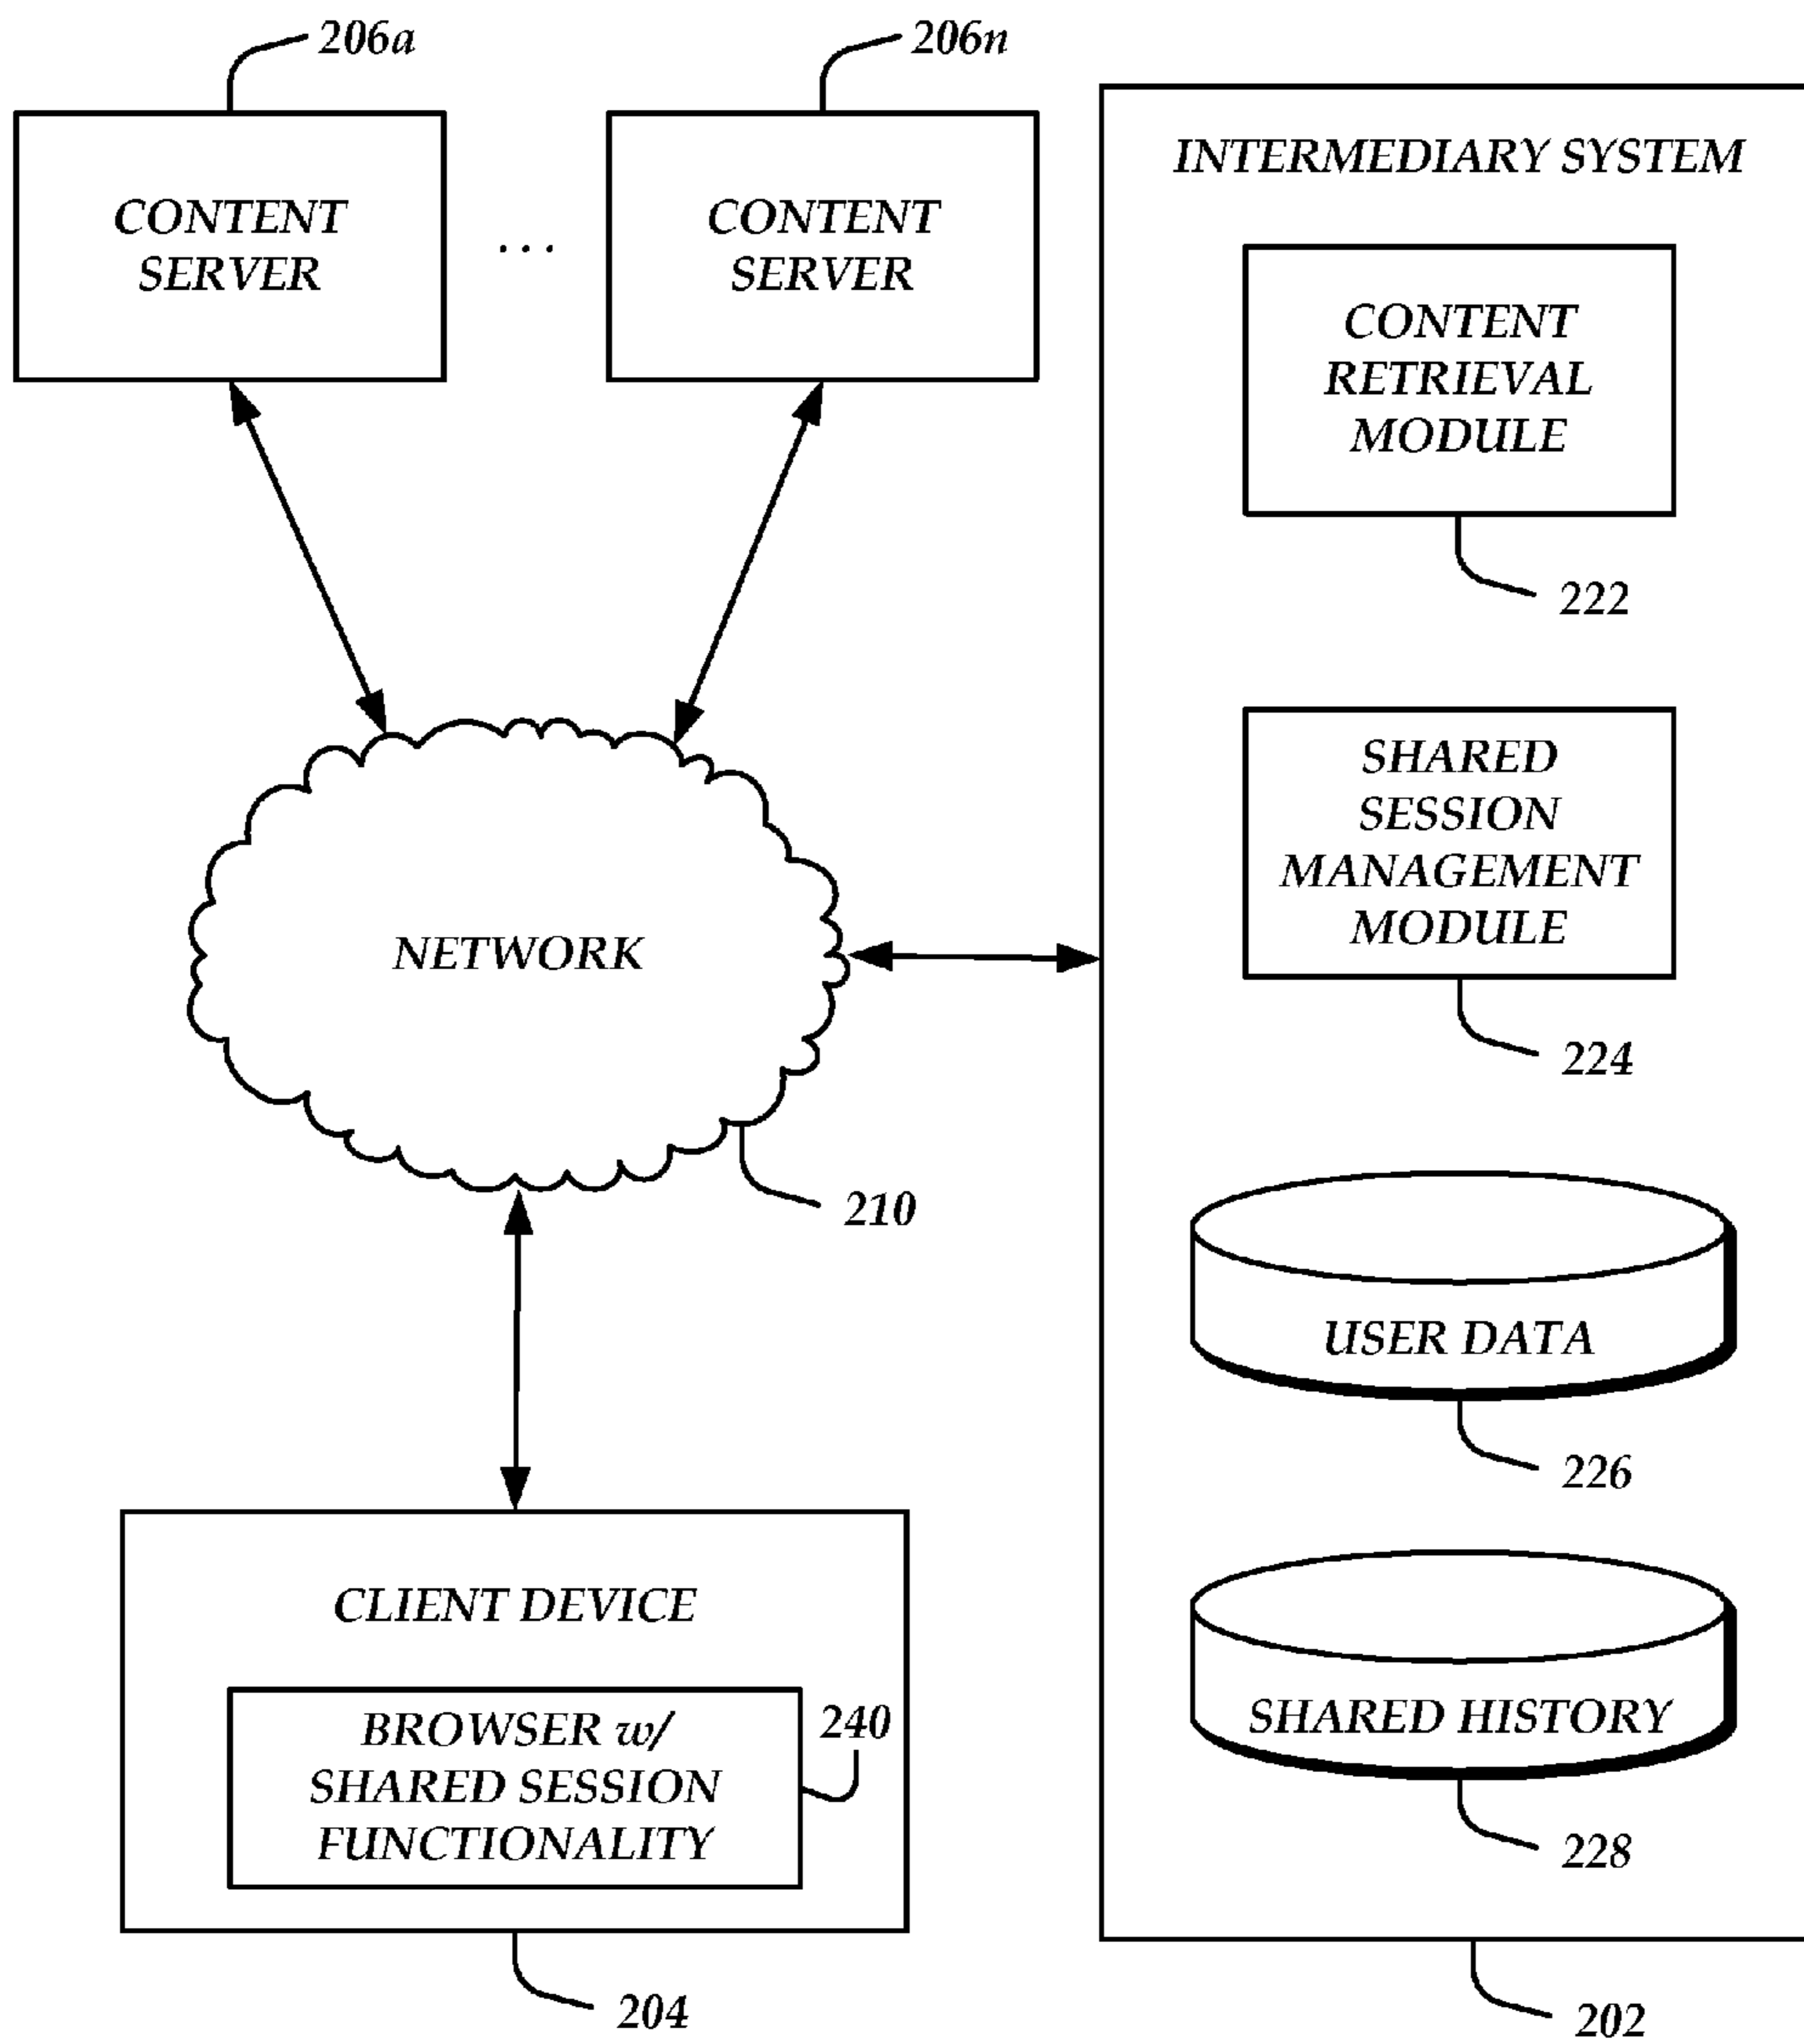 206a
206n
CONTENT
SERVER
...
CONTENT
SERVER
INTERMEDIARY SYSTEM
CONTENT
RETRIEVAL
MODULE
222
SHARED
SESSION
MANAGEMENT
MODULE
224
NETWORK
210
USER DATA
226
CLIENT DEVICE
BROWSER w/
SHARED SESSION
FUNCTIONALITY
240
204
SHARED HISTORY
228
202